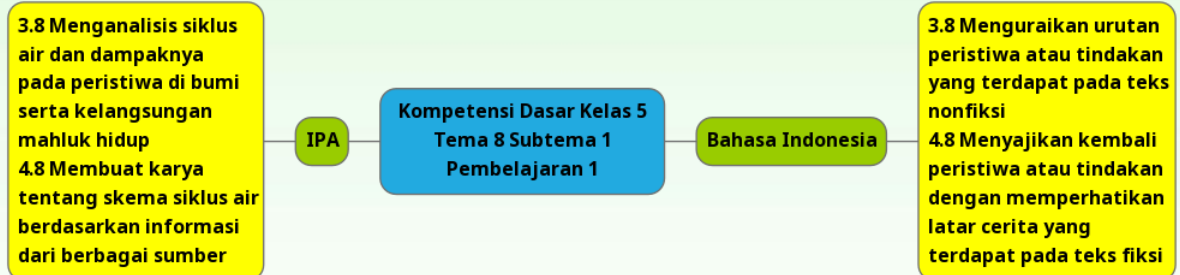 3.8 Menganalisis siklus
air dan dampaknya
pada peristiwa di bumi
serta kelangsungan
mahluk hidup
4.8 Membuat karya
tentang skema siklus air
berdasarkan informasi
dari berbagai sumber
IPA
Kompetensi Dasar Kelas 5
Tema 8 Subtema 1
Pembelajaran 1
Bahasa Indonesia
3.8 Menguraikan urutan
peristiwa atau tindakan
yang terdapat pada teks
nonfiksi
4.8 Menyajikan kembali
peristiwa atau tindakan
dengan memperhatikan
latar cerita yang
terdapat pada teks fiksi